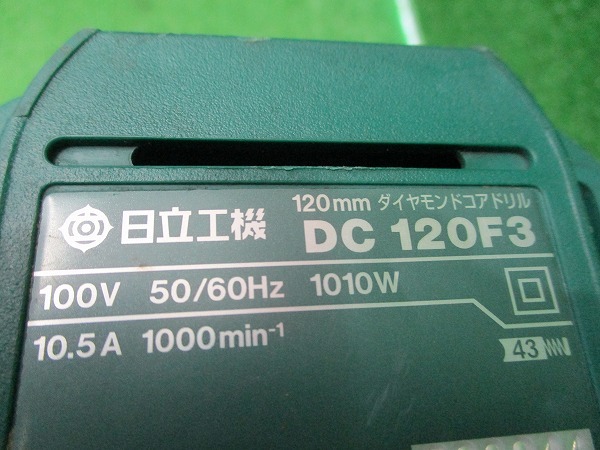 120mm ダイヤモンドコアドリル
日立工機 DC 120F3
100V 50/60Hz 1010W
10.5A 1000min-1
43